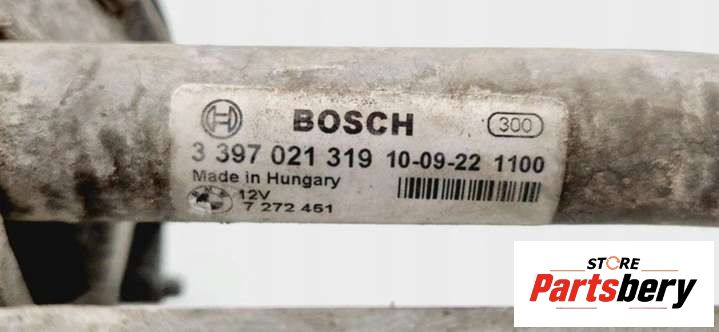 BOSCH 300
3 397 021 319 10-09-22 1100
Made in Hungary
BMW 12V
7 272 451
STORE
Partsbery